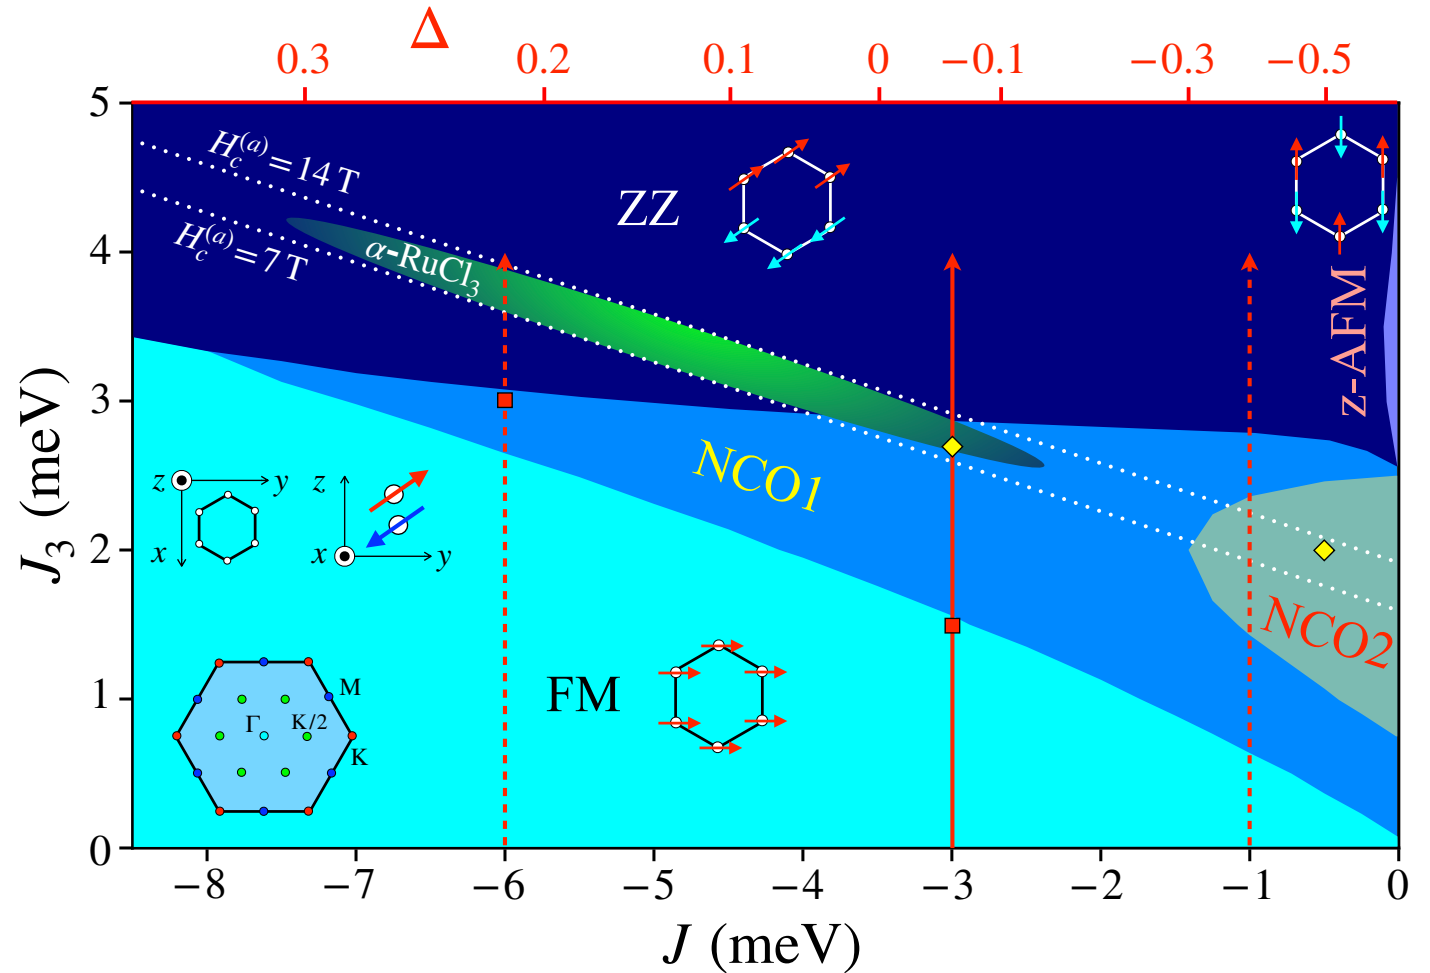 Δ
0.3 0.2 0.1 0 −0.1 −0.3 −0.5
5
4
3
2
1
0
J₃ (meV)
H_c^(a) = 14 T
H_c^(a) = 7 T
α-RuCl₃
ZZ
z-AFM
NCO1
NCO2
FM
z y
x
z
x y
M
Γ K/2
K
−8 −7 −6 −5 −4 −3 −2 −1 0
J (meV)